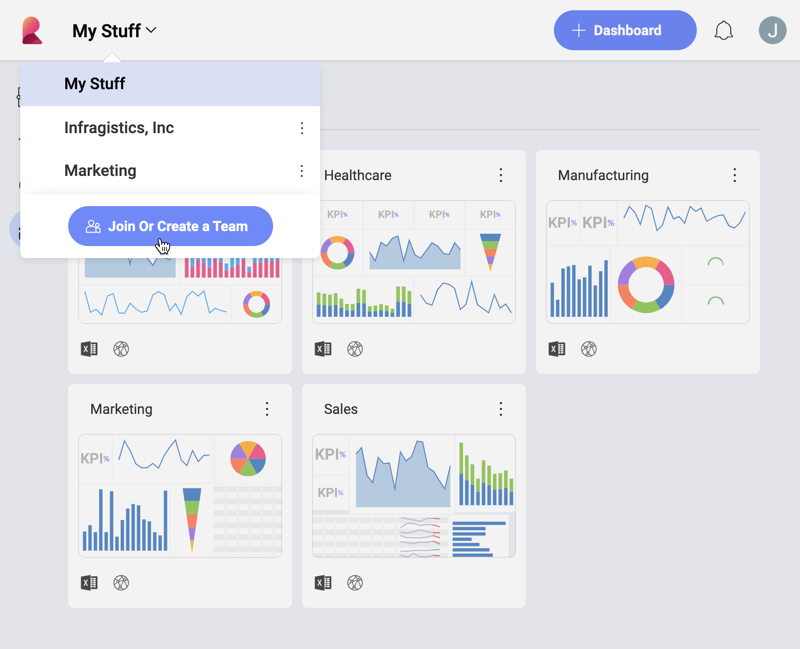 My Stuff
Dashboard
J
My Stuff
Infragistics, Inc
Marketing
Join Or Create a Team
Healthcare
KPI%
KPI%
KPI%
KPI%
Manufacturing
KPI%
KPI%
Marketing
KPI%
Sales
KPI%
KPI%